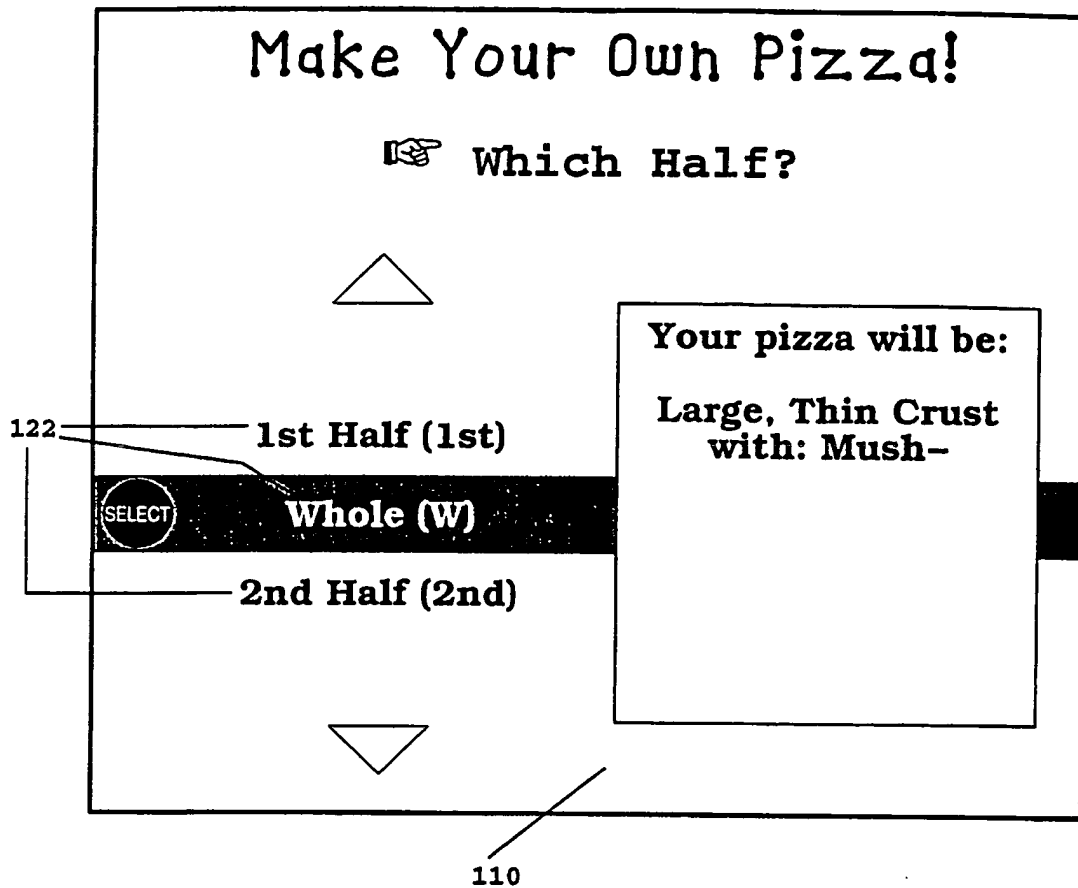 Make Your Own Pizza!
☞ Which Half?
Your pizza will be:
Large, Thin Crust
with: Mush–
122
1st Half (1st)
SELECT Whole (W)
2nd Half (2nd)
110